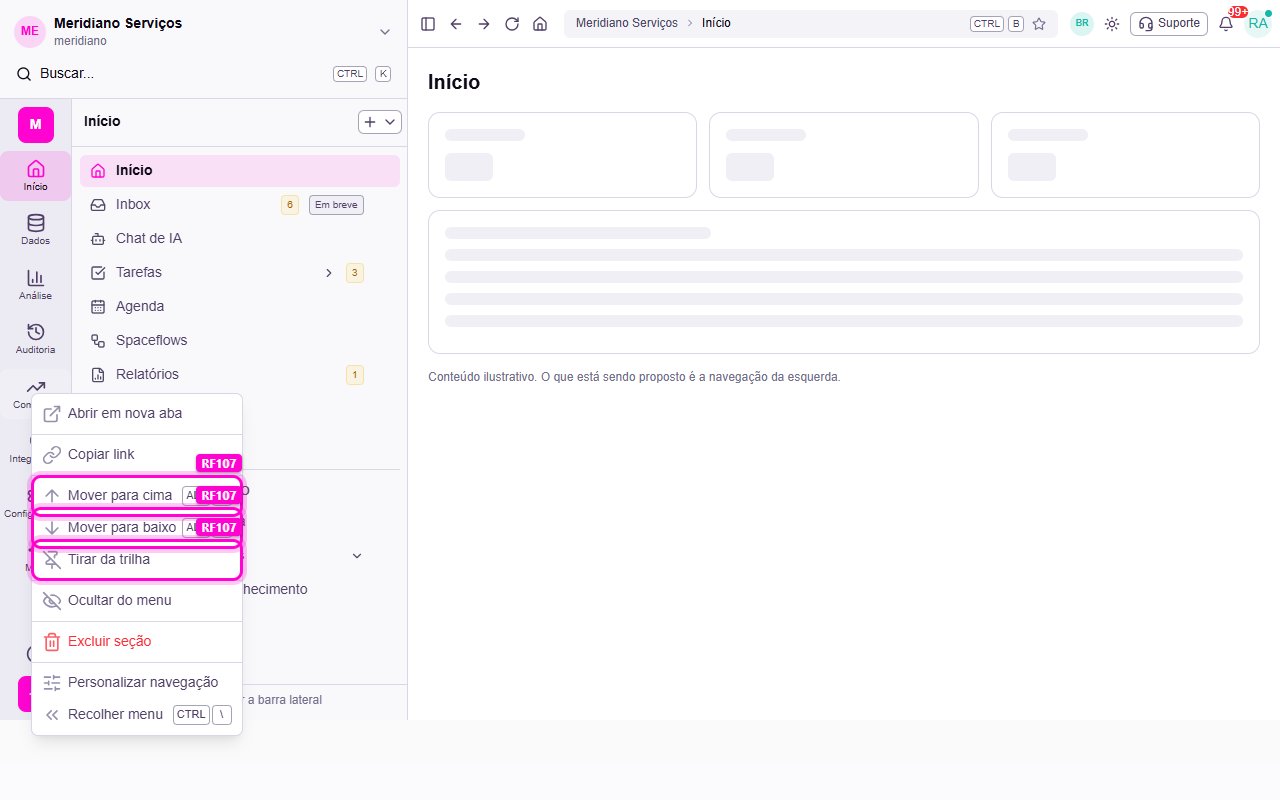 ME
Meridiano Serviços
meridiano
Buscar...
CTRL
K
Meridiano Serviços
Início
CTRL
B
BR
Suporte
99+
RA
M
Início
Dados
Análise
Auditoria
Início
Início
Inbox
6
Em breve
Chat de IA
Tarefas
3
Agenda
Spaceflows
Relatórios
1
Início
Conteúdo ilustrativo. O que está sendo proposto é a navegação da esquerda.
Abrir em nova aba
Copiar link
RF107
Mover para cima
RF107
Mover para baixo
RF107
Tirar da trilha
Ocultar do menu
Excluir seção
Personalizar navegação
Recolher menu
CTRL
\
hecimento
a barra lateral